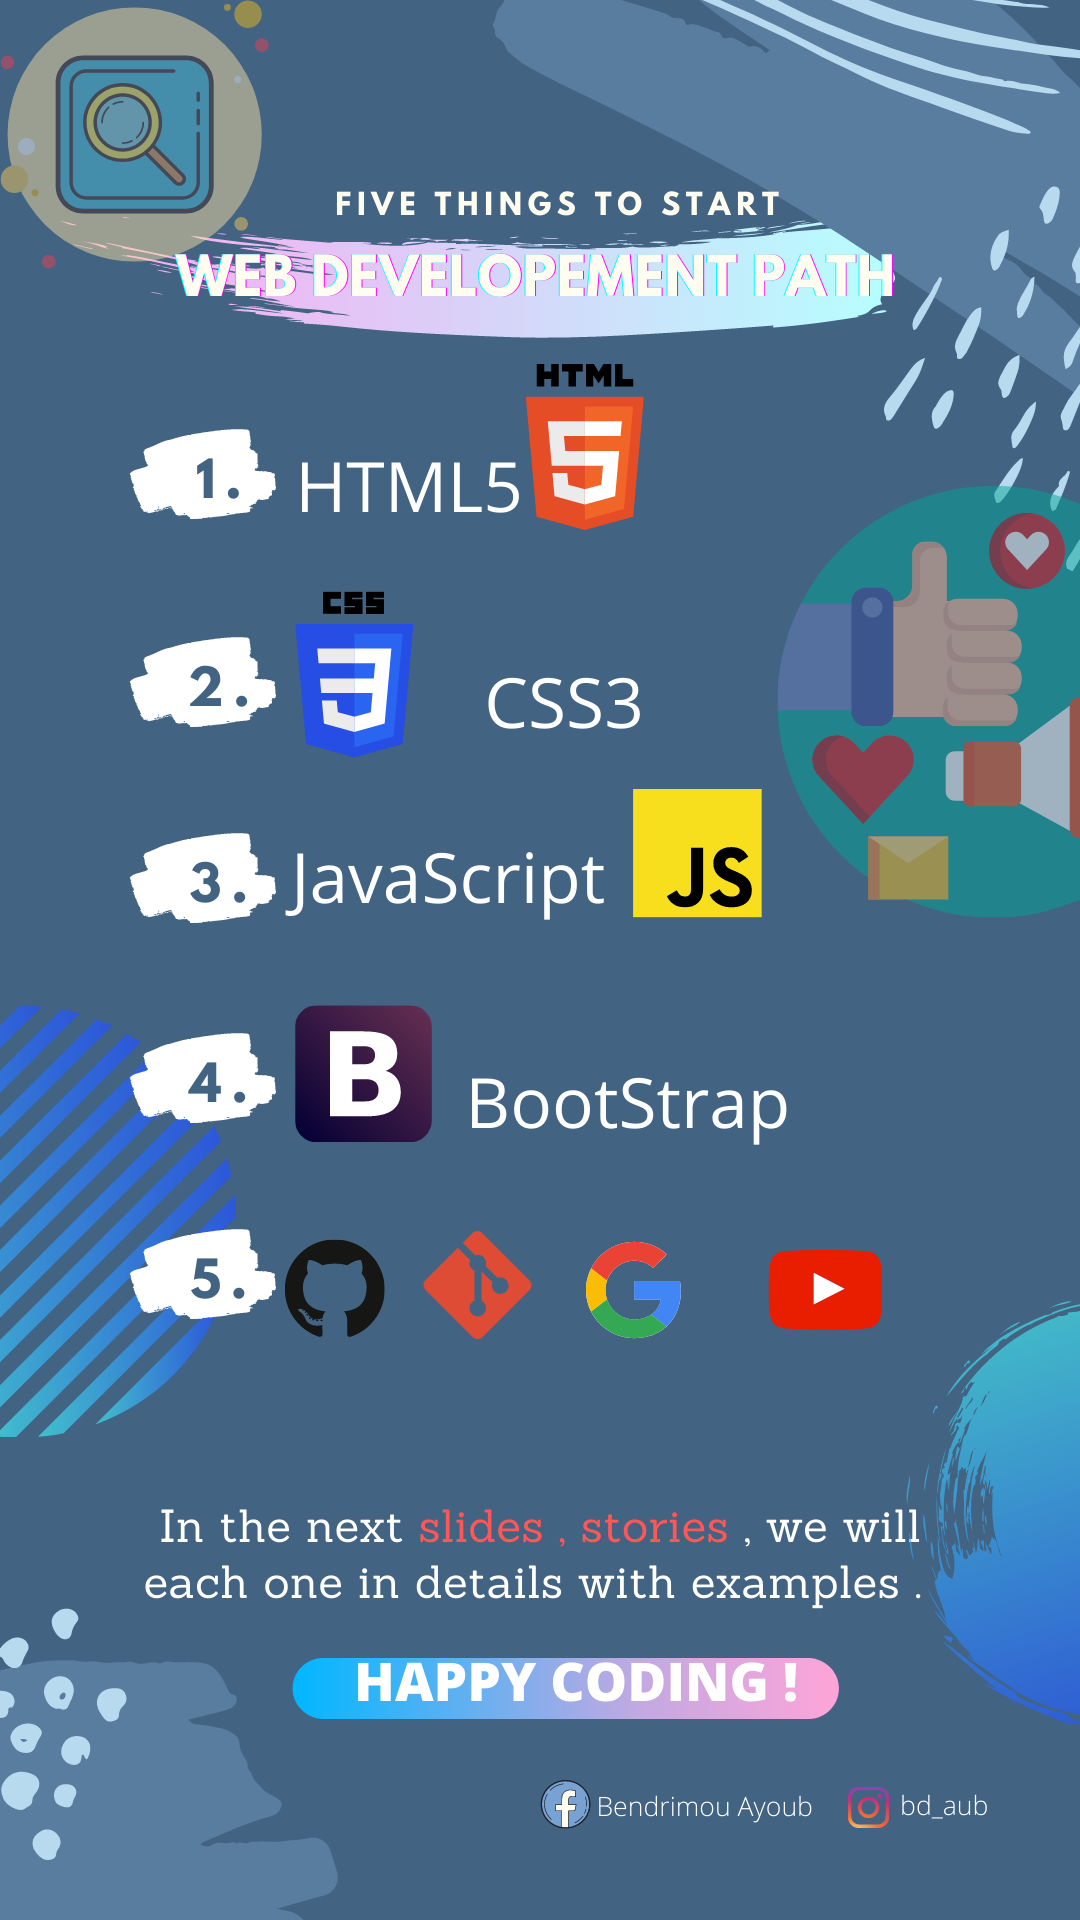 FIVE THINGS TO START
WEB DEVELOPEMENT PATH
HTML
1. HTML5
CSS
2. CSS3
3. JavaScript JS
4. B BootStrap
5.
In the next slides , stories , we will
each one in details with examples .
HAPPY CODING !
Bendrimou Ayoub bd_aub